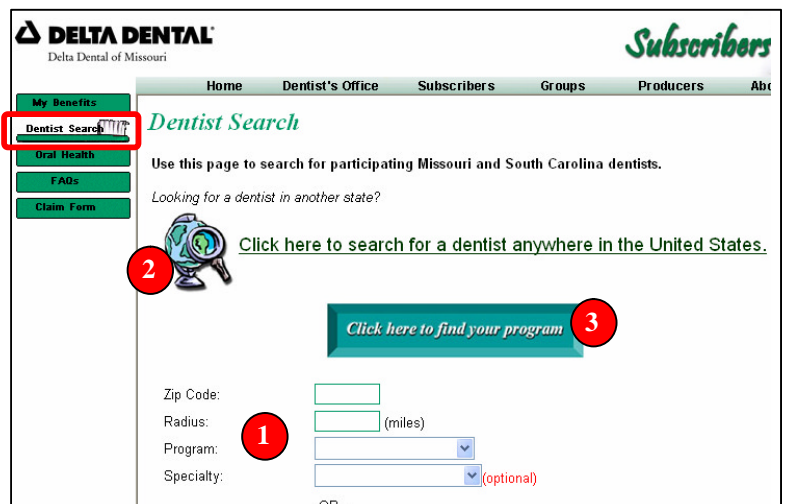 DELTA DENTAL
Delta Dental of Missouri
Subscribers
Home Dentist's Office Subscribers Groups Producers
My Benefits
Dentist Search
Oral Health
FAQs
Claim Form
Dentist Search
Use this page to search for participating Missouri and South Carolina dentists.
Looking for a dentist in another state?
2
Click here to search for a dentist anywhere in the United States.
Click here to find your program
3
Zip Code:
Radius: (miles)
1
Program:
Specialty: (optional)